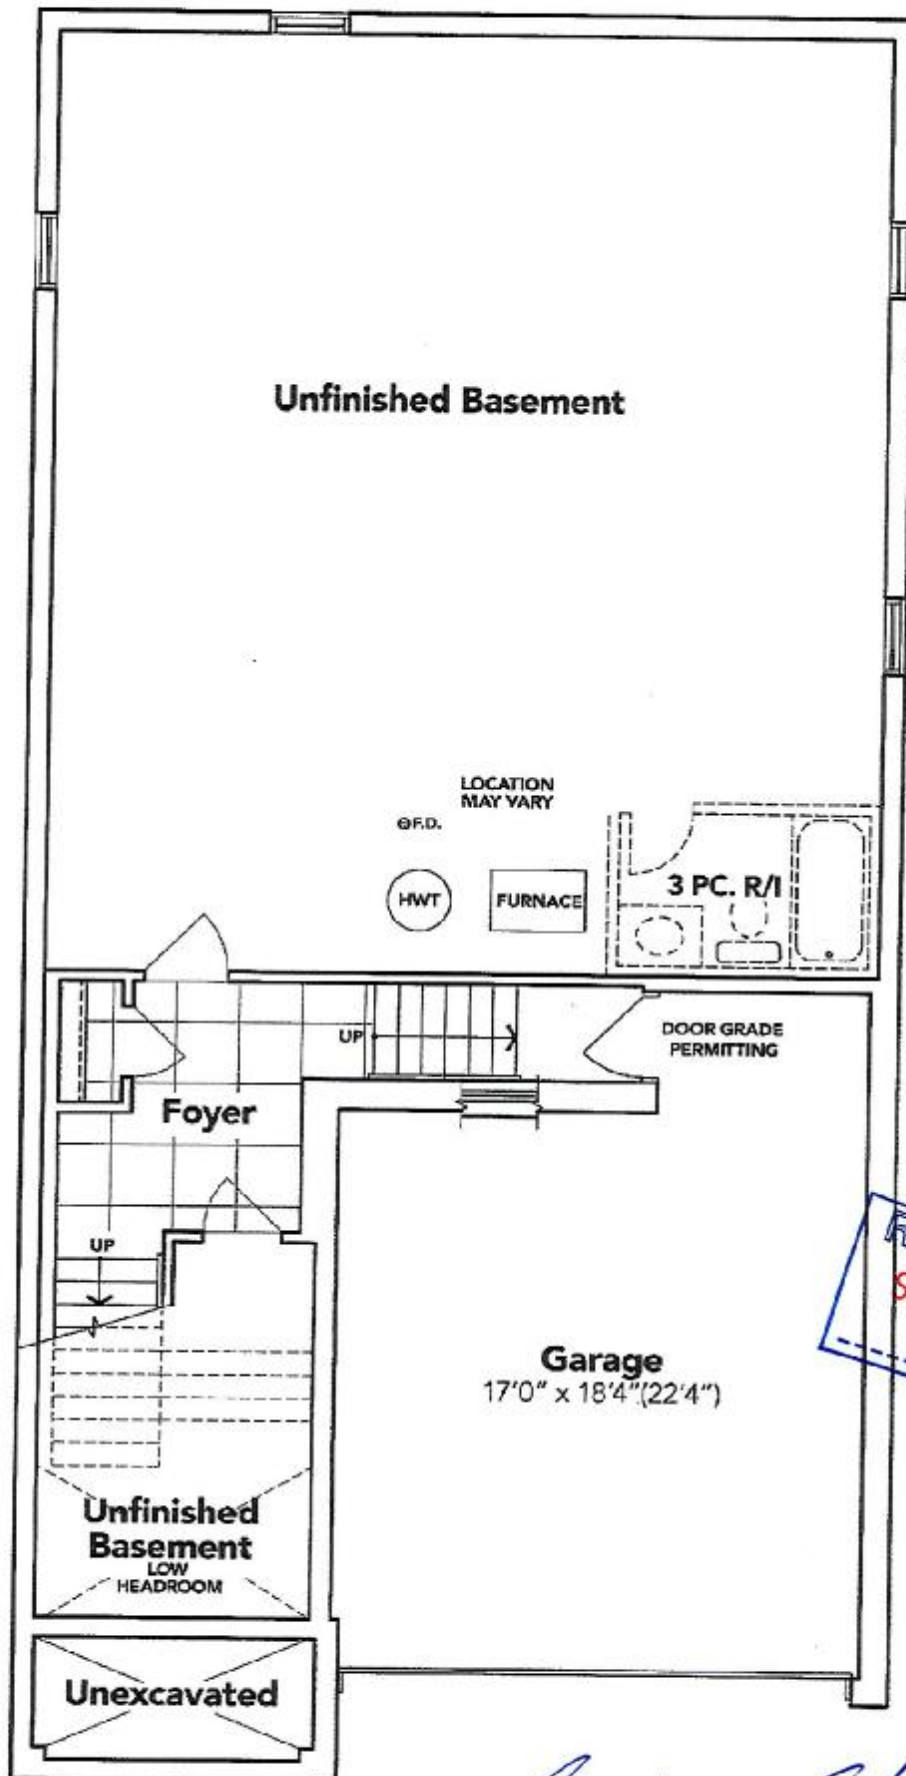 Unfinished Basement
LOCATION
MAY VARY
F.D.
HWT
FURNACE
3 PC. R/I
UP
DOOR GRADE
PERMITTING
Foyer
UP
Garage
17'0" x 18'4"(22'4")
Unfinished
Basement
LOW
HEADROOM
Unexcavated